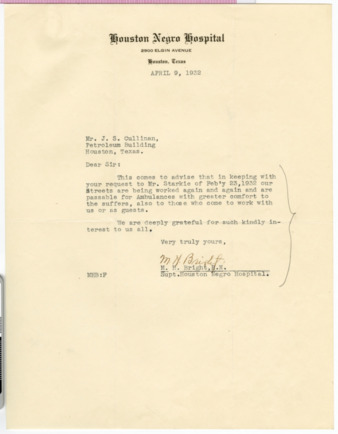 Houston Negro Hospital
2900 ELGIN AVENUE
Houston, Texas
APRIL 9, 1932
Mr. J. S. Cullinan,
Petroleum Building
Houston, Texas.
Dear Sir:
This comes to advise that in keeping with
your request to Mr. Starkie of Feb'y 23,1932 our
streets are being worked again and again and are
passable for Ambulances with greater comfort to
the suffers, also to those who come to work with
us or as guests.
We are deeply grateful for such kindly in-
terest to us all.
Very truly yours,
Bright
Bright,R.N.
Supt.Houston Negro Hospital.